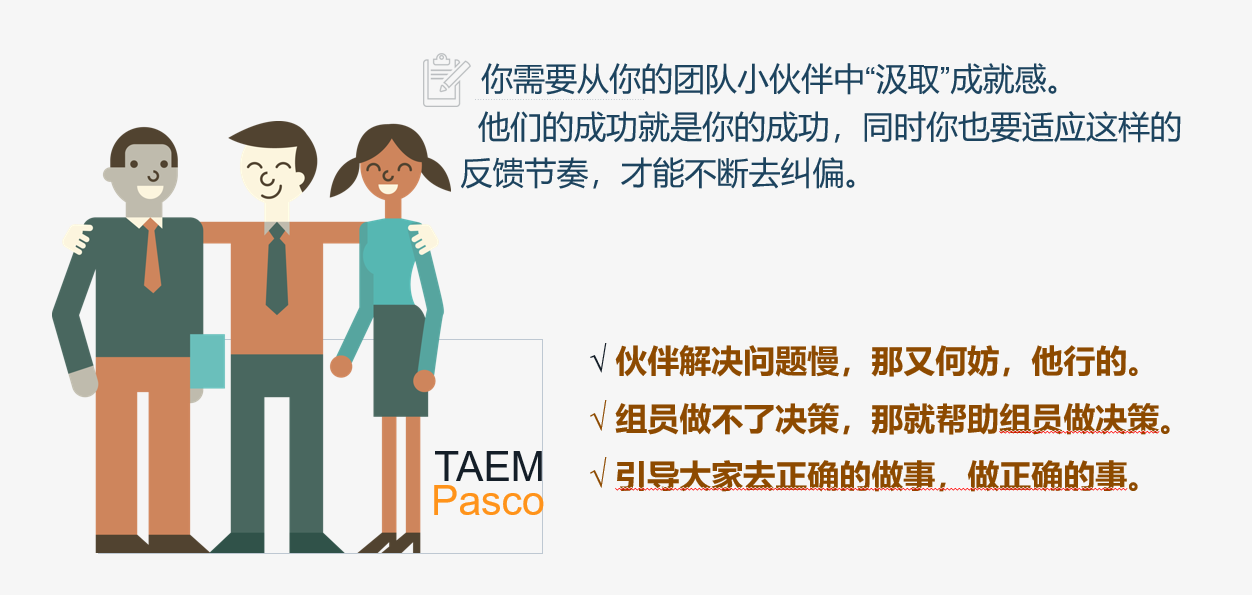 你需要从你的团队小伙伴中“汲取”成就感。
他们的成功就是你的成功，同时你也要适应这样的
反馈节奏，才能不断去纠偏。
√ 伙伴解决问题慢，那又何妨，他行的。
√ 组员做不了决策，那就帮助组员做决策。
√ 引导大家去正确的做事，做正确的事。
TAEM
Pasco